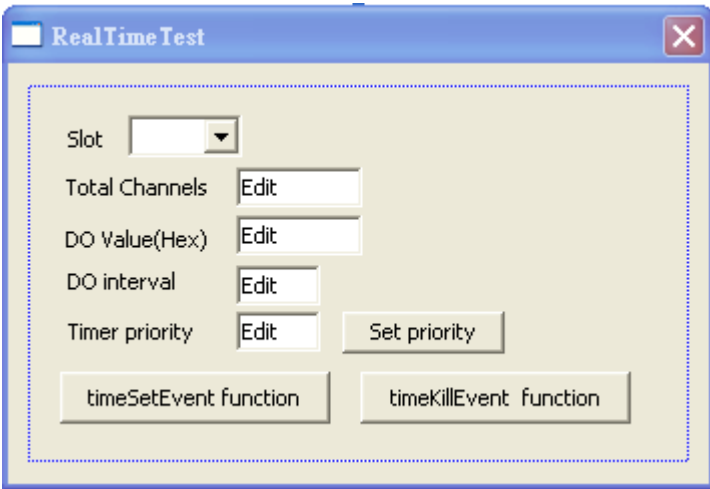 RealTimeTest
Slot
Total Channels Edit
DO Value(Hex) Edit
DO interval Edit
Timer priority Edit Set priority
timeSetEvent function timeKillEvent  function